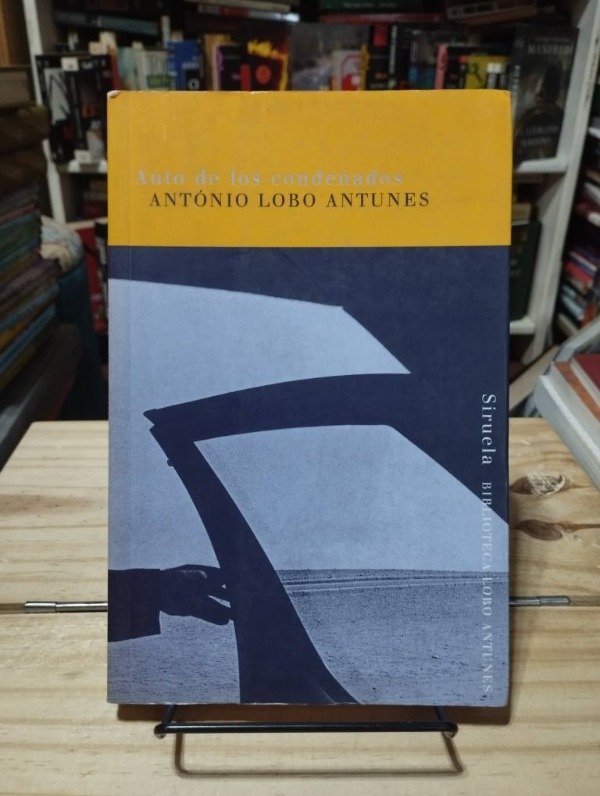 Auto de los condenados
ANTÓNIO LOBO ANTUNES
Siruela BIBLIOTECA LOBO ANTUNES